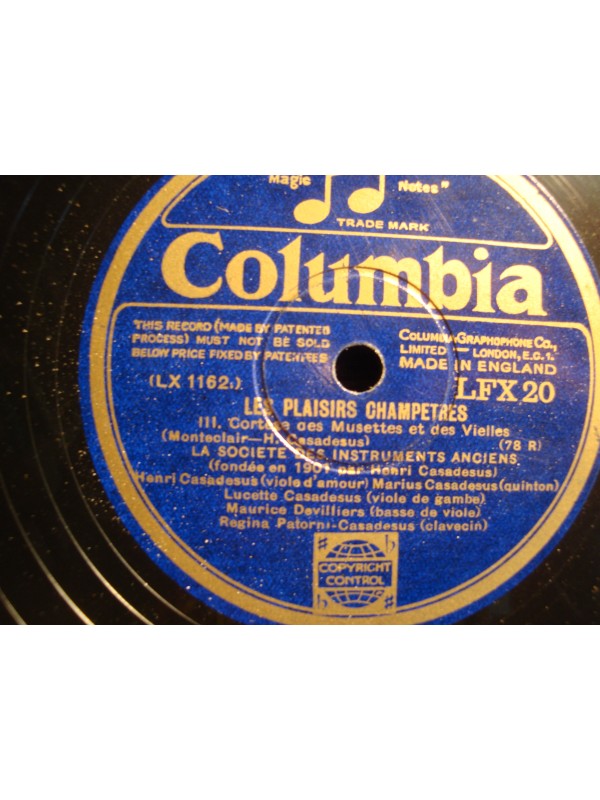 Magic Notes"
TRADE MARK
Columbia
THIS RECORD (MADE BY PATENTED
PROCESS) MUST NOT BE SOLD
BELOW PRICE FIXED BY PATENTEES
COLUMBIA GRAPHOPHONE CO.,
LIMITED — LONDON, E.C.1.
MADE IN ENGLAND
(LX 1162:)
LFX 20
LES PLAISIRS CHAMPETRES
III. Cortège des Musettes et des Vielles
(Monteclair—H. Casadesus) (78 R)
LA SOCIETE DES INSTRUMENTS ANCIENS
(fondée en 1901 par Henri Casadesus)
Henri Casadesus (viole d'amour) Marius Casadesus (quinton)
Lucette Casadesus (viole de gambe)
Maurice Devilliers (basse de viole)
Regina Patorni-Casadesus (clavecin)
COPYRIGHT
CONTROL